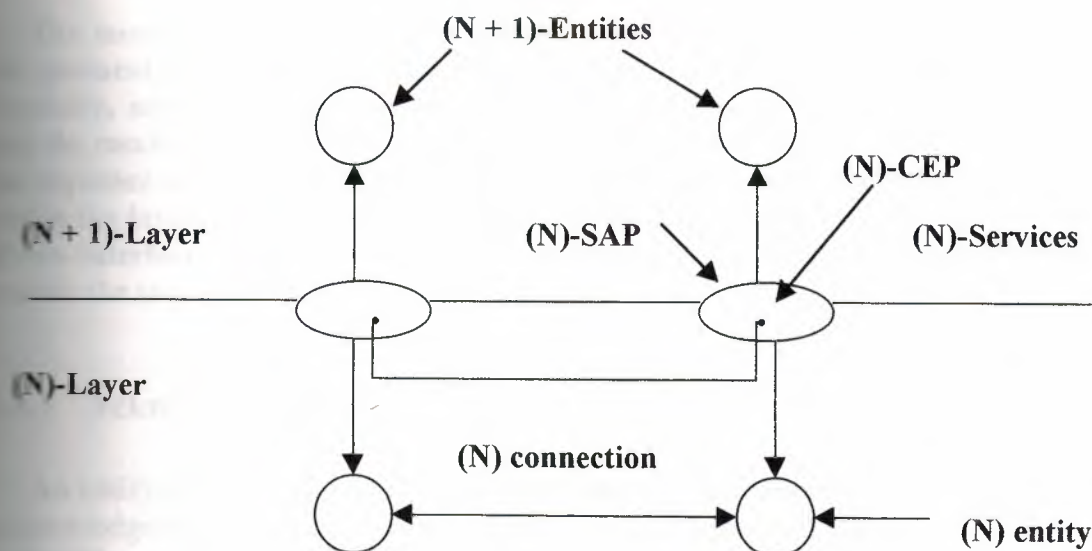 (N + 1)-Entities
(N)-CEP
(N + 1)-Layer
(N)-SAP
(N)-Services
(N)-Layer
(N) connection
(N) entity